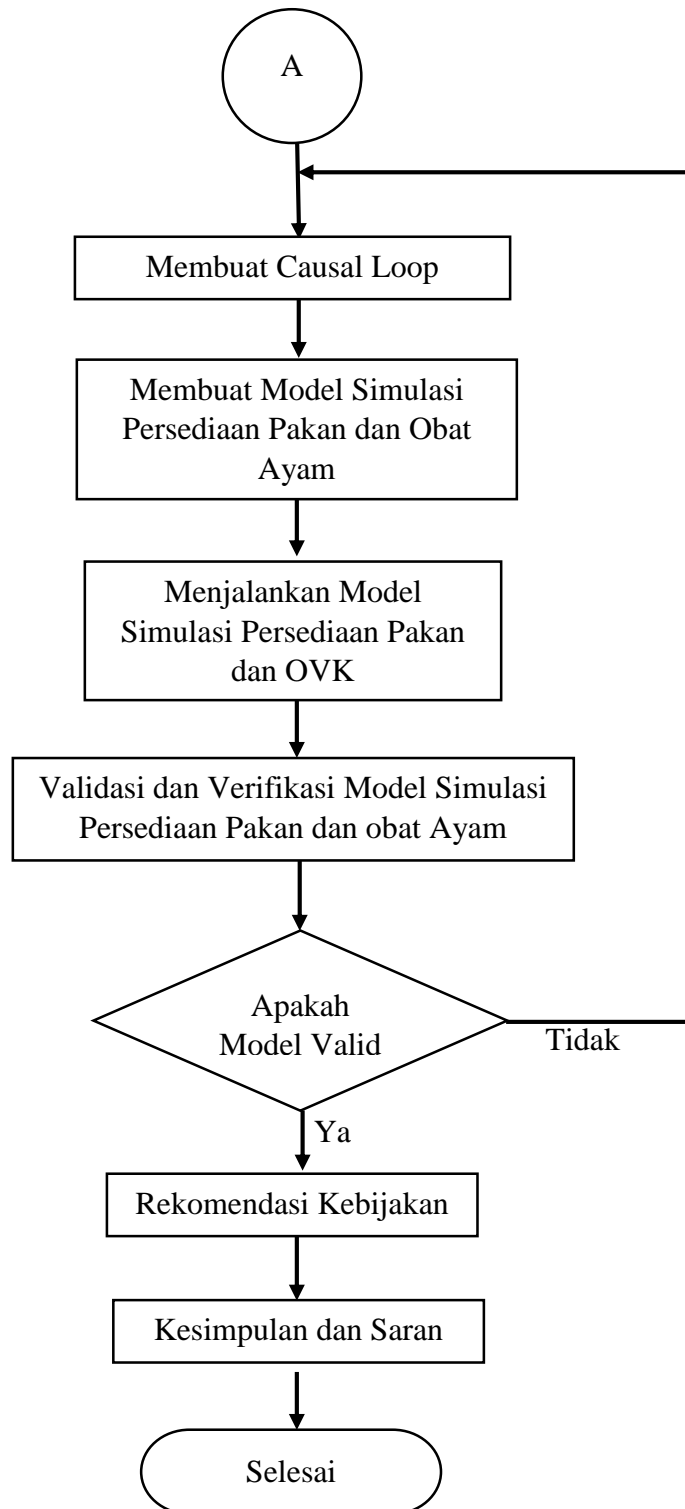 A
Membuat Causal Loop
Membuat Model Simulasi
Persediaan Pakan dan Obat
Ayam
Menjalankan Model
Simulasi Persediaan Pakan
dan OVK
Validasi dan Verifikasi Model Simulasi
Persediaan Pakan dan obat Ayam
Apakah
Model Valid
Tidak
Ya
Rekomendasi Kebijakan
Kesimpulan dan Saran
Selesai